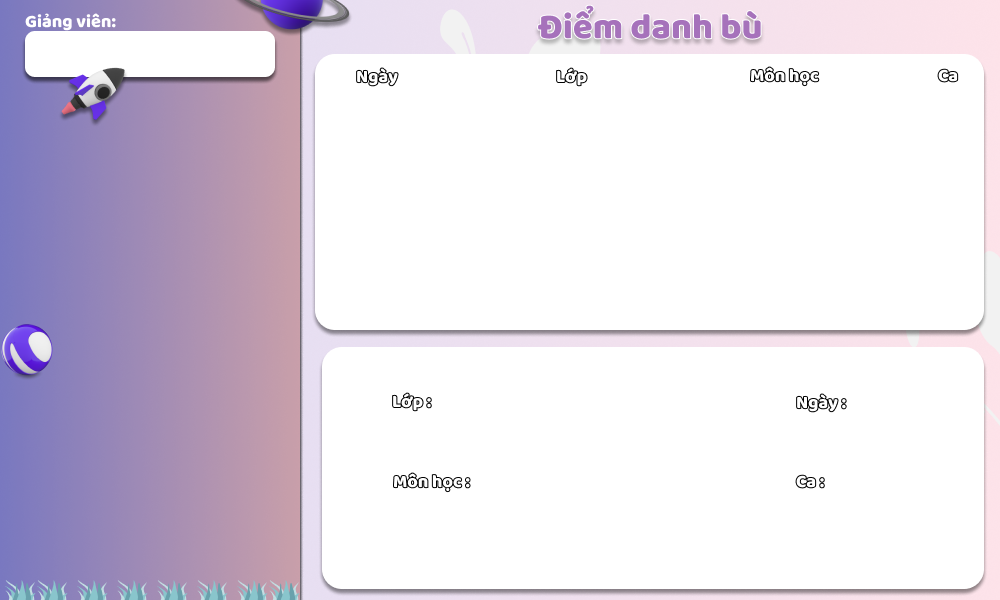 Giảng viên:
Điểm danh bù
Ngày Lớp Môn học Ca
Lớp : Ngày :
Môn học : Ca :